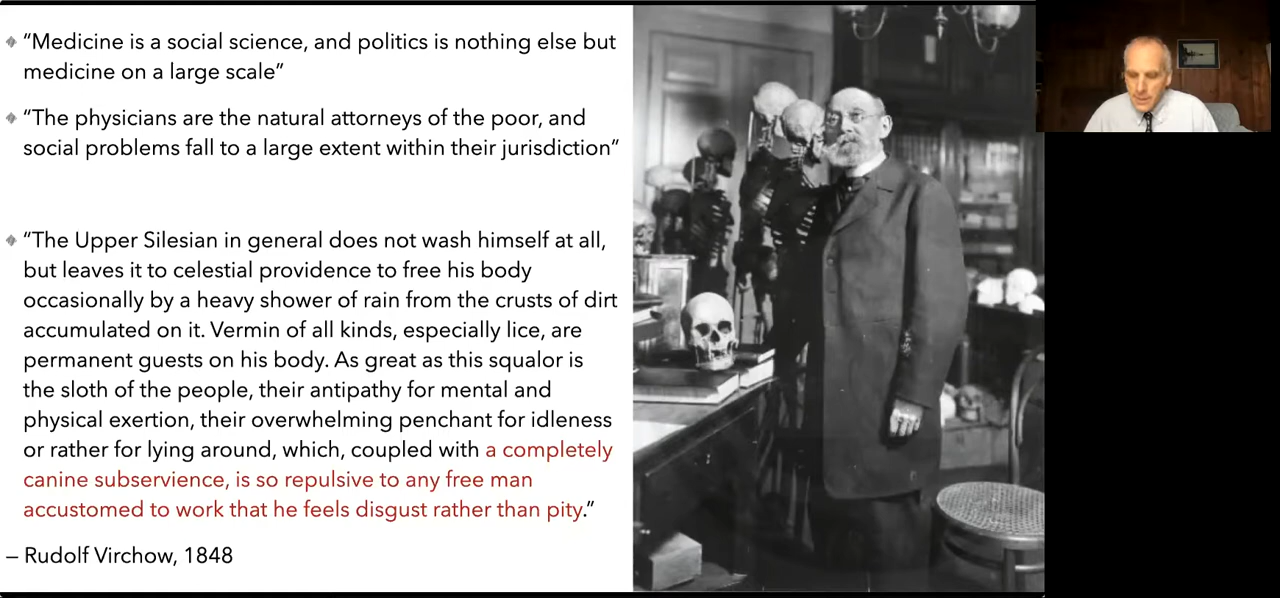 “Medicine is a social science, and politics is nothing else but
medicine on a large scale”
“The physicians are the natural attorneys of the poor, and
social problems fall to a large extent within their jurisdiction”
“The Upper Silesian in general does not wash himself at all,
but leaves it to celestial providence to free his body
occasionally by a heavy shower of rain from the crusts of dirt
accumulated on it. Vermin of all kinds, especially lice, are
permanent guests on his body. As great as this squalor is
the sloth of the people, their antipathy for mental and
physical exertion, their overwhelming penchant for idleness
or rather for lying around, which, coupled with a completely
canine subservience, is so repulsive to any free man
accustomed to work that he feels disgust rather than pity.”
– Rudolf Virchow, 1848